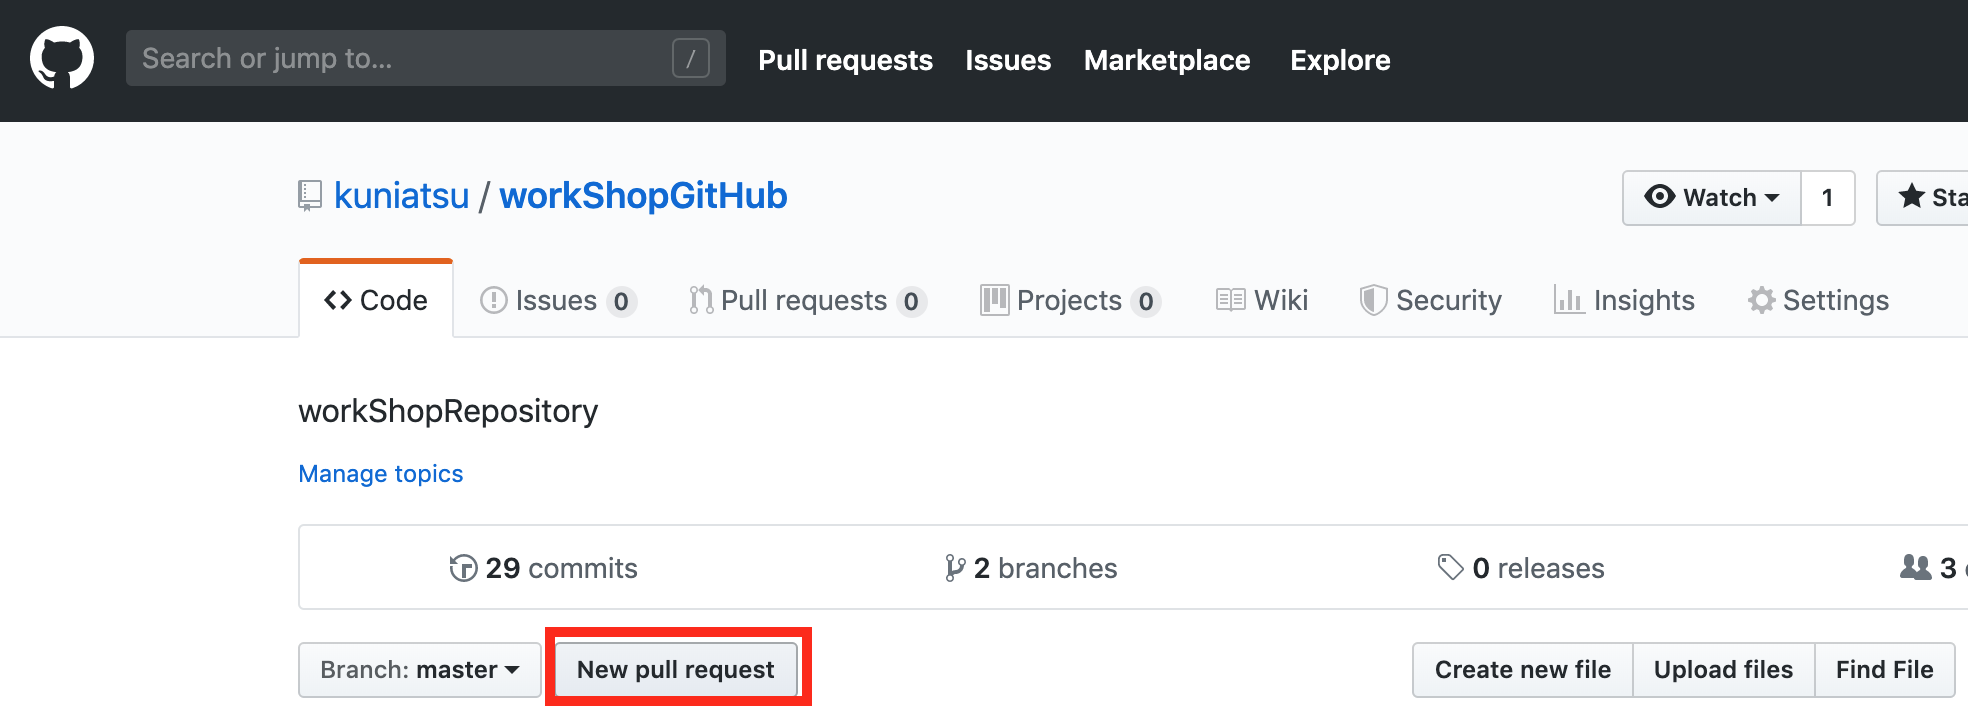 Search or jump to... / Pull requests Issues Marketplace Explore
kuniatsu / workShopGitHub Watch 1
Code Issues 0 Pull requests 0 Projects 0 Wiki Security Insights Settings
workShopRepository
Manage topics
29 commits 2 branches 0 releases 3
Branch: master New pull request Create new file Upload files Find File